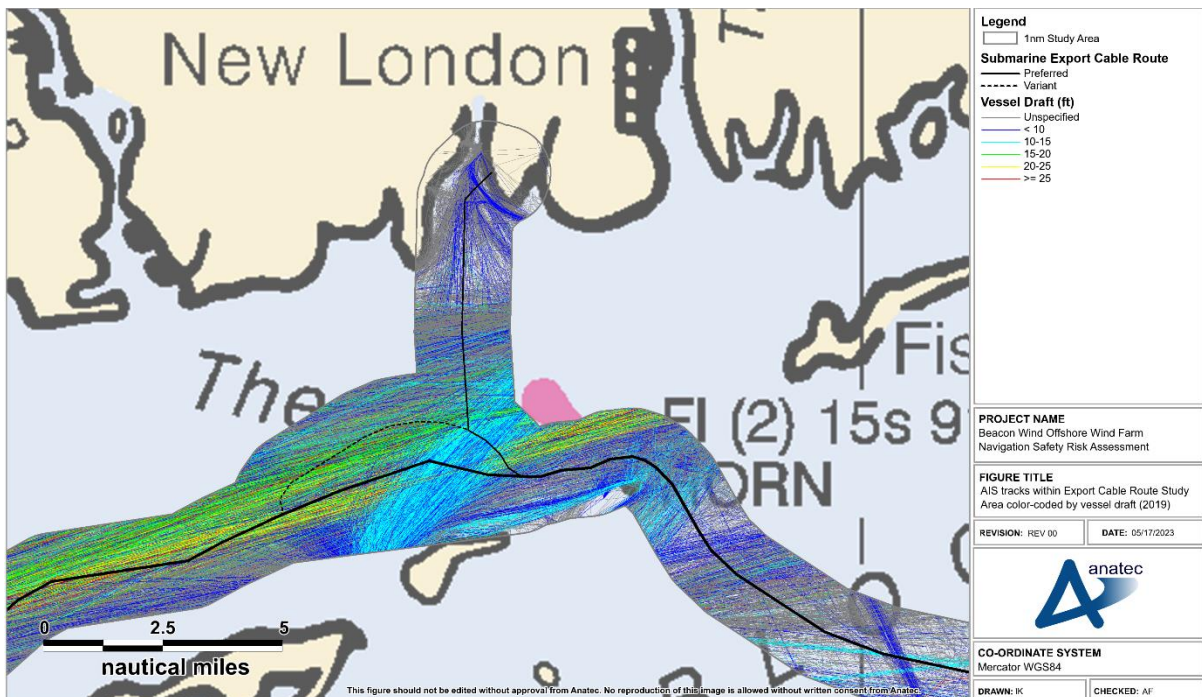 New London
The
Fis
Fl (2) 15s 9
ORN
0 2.5 5
nautical miles
This figure should not be edited without approval from Anatec. No reproduction of this image is allowed without written consent from Anatec.
Legend
1nm Study Area
Submarine Export Cable Route
Preferred
Variant
Vessel Draft (ft)
Unspecified
< 10
10-15
15-20
20-25
>= 25
PROJECT NAME
Beacon Wind Offshore Wind Farm
Navigation Safety Risk Assessment
FIGURE TITLE
AIS tracks within Export Cable Route Study
Area color-coded by vessel draft (2019)
REVISION: REV 00 DATE: 05/17/2023
anatec
CO-ORDINATE SYSTEM
Mercator WGS84
DRAWN: IK CHECKED: AF